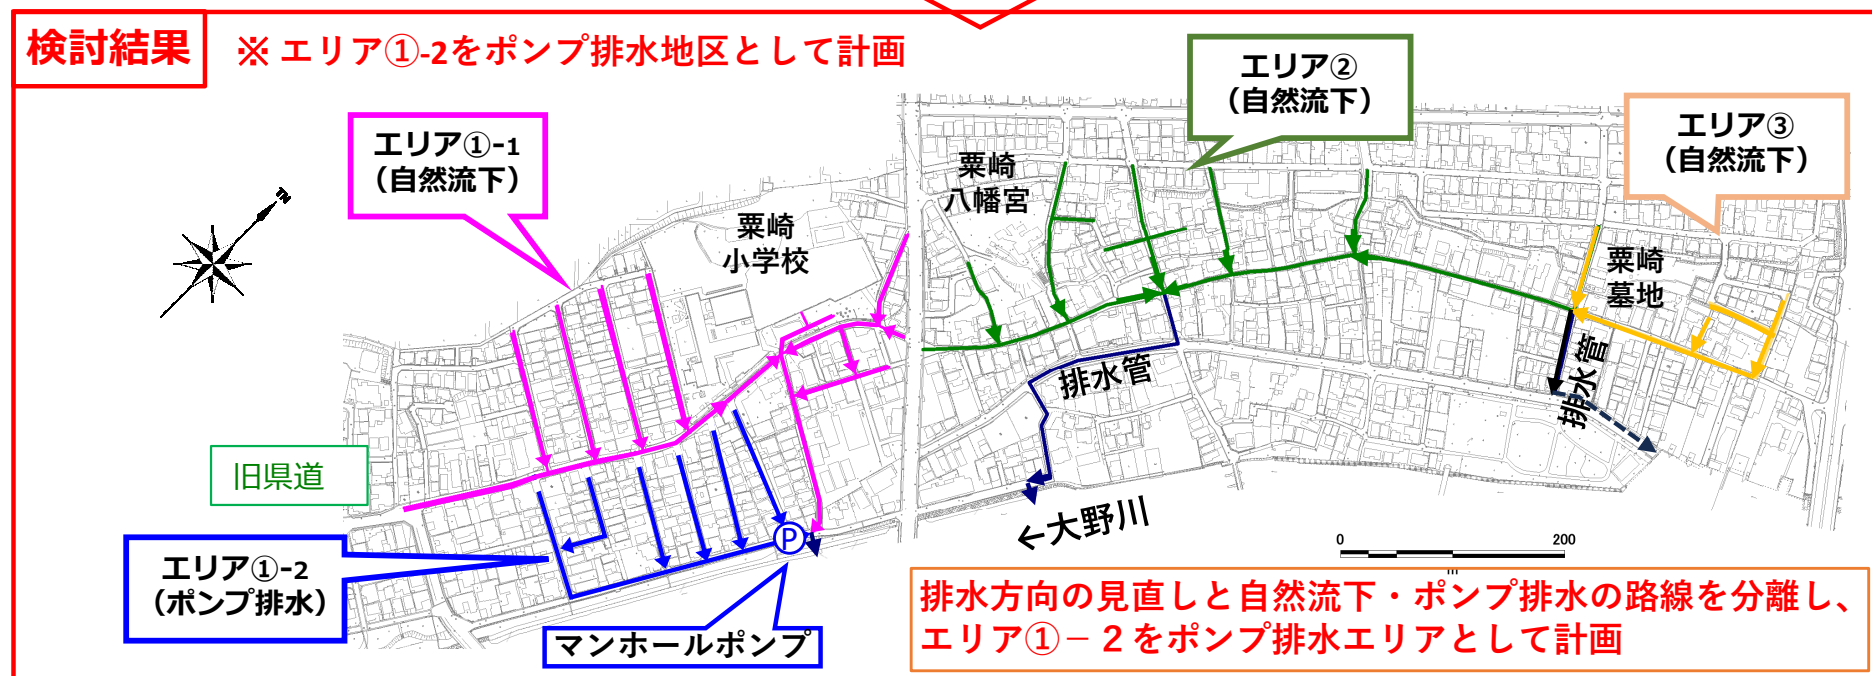 検討結果
※ エリア①-2をポンプ排水地区として計画
エリア①-1
（自然流下）
エリア②
（自然流下）
エリア③
（自然流下）
N
粟崎
小学校
粟崎
八幡宮
粟崎
墓地
排水管
排水管
旧県道
←大野川
P
エリア①-2
（ポンプ排水）
マンホールポンプ
0
200
m
排水方向の見直しと自然流下・ポンプ排水の路線を分離し、
エリア①－２をポンプ排水エリアとして計画